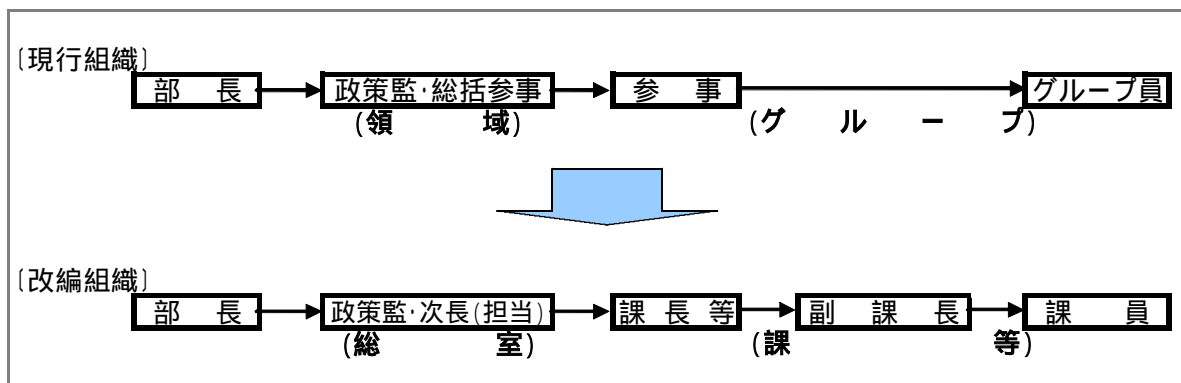 〔現行組織〕
部 長 政策監・総括参事 参 事 グループ員
(領 域) (グ ル ー プ)
〔改編組織〕
部 長 政策監・次長(担当) 課 長 等 副 課 長 課 員
(総 室) (課 等)